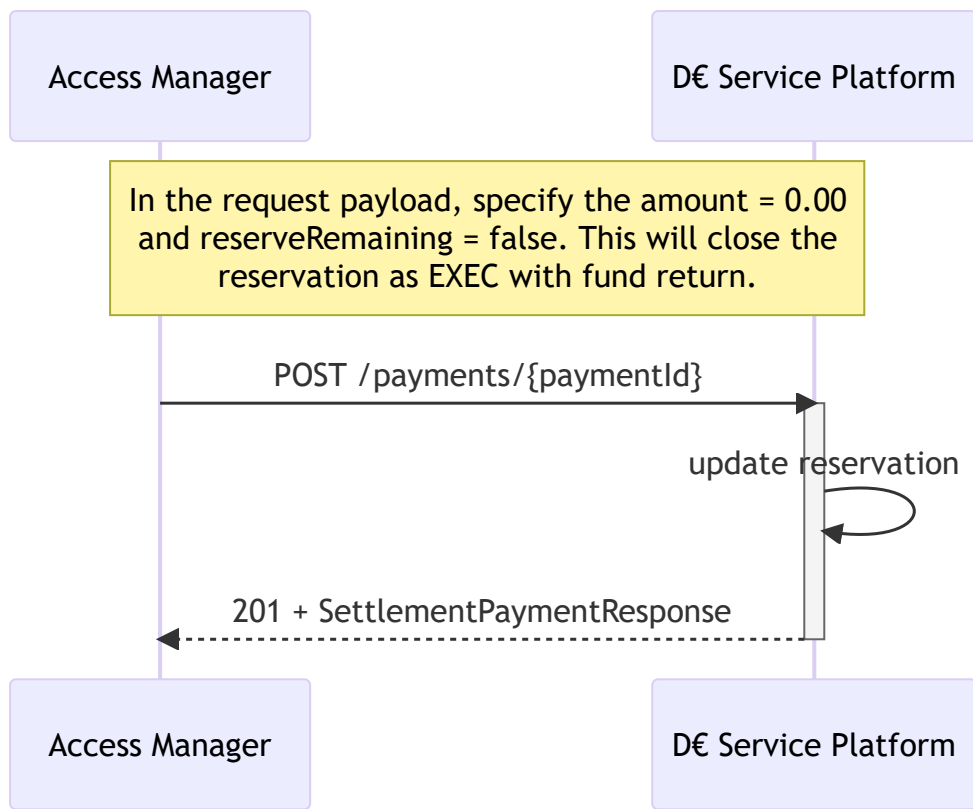 Access Manager
D€ Service Platform
In the request payload, specify the amount = 0.00
and reserveRemaining = false. This will close the
reservation as EXEC with fund return.
POST /payments/{paymentId}
update reservation
201 + SettlementPaymentResponse
Access Manager
D€ Service Platform